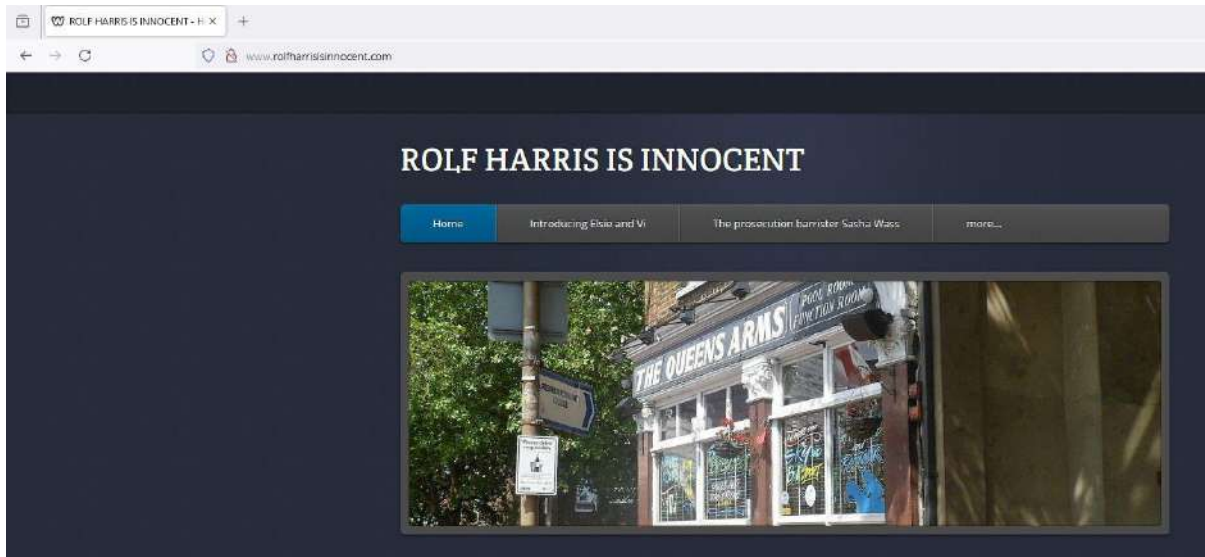 ROLF HARRIS IS INNOCENT - H
www.rolfharrisisinnocent.com
ROLF HARRIS IS INNOCENT
Home Introducing Elsie and Vi The prosecution barrister Sasha Wass more...
POOL ROOM
FUNCTION ROOM
THE QUEENS ARMS